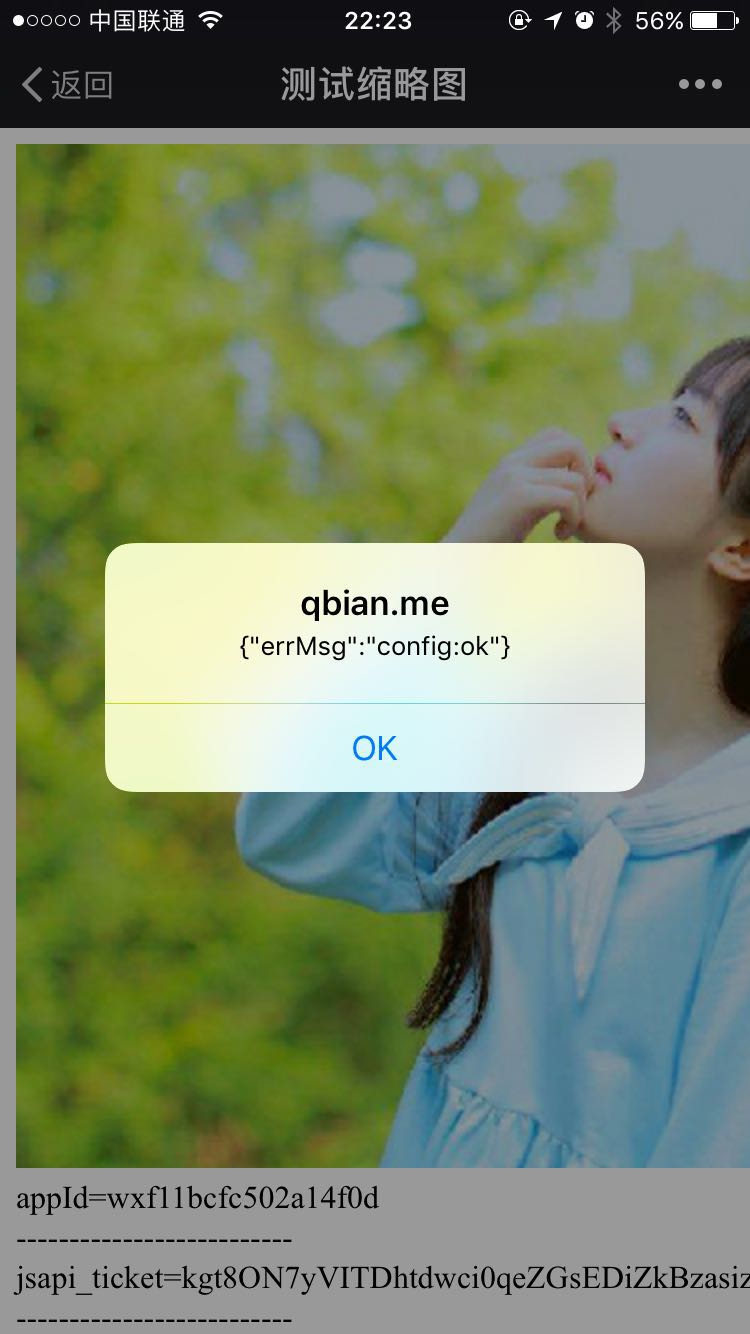 中国联通 22:23 56%
返回 测试缩略图
qbian.me
{"errMsg":"config:ok"}
OK
appId=wxf11bcfc502a14f0d
--------------------------
jsapi_ticket=kgt8ON7yVITDhtdwci0qeZGsEDiZkBzasiz
--------------------------